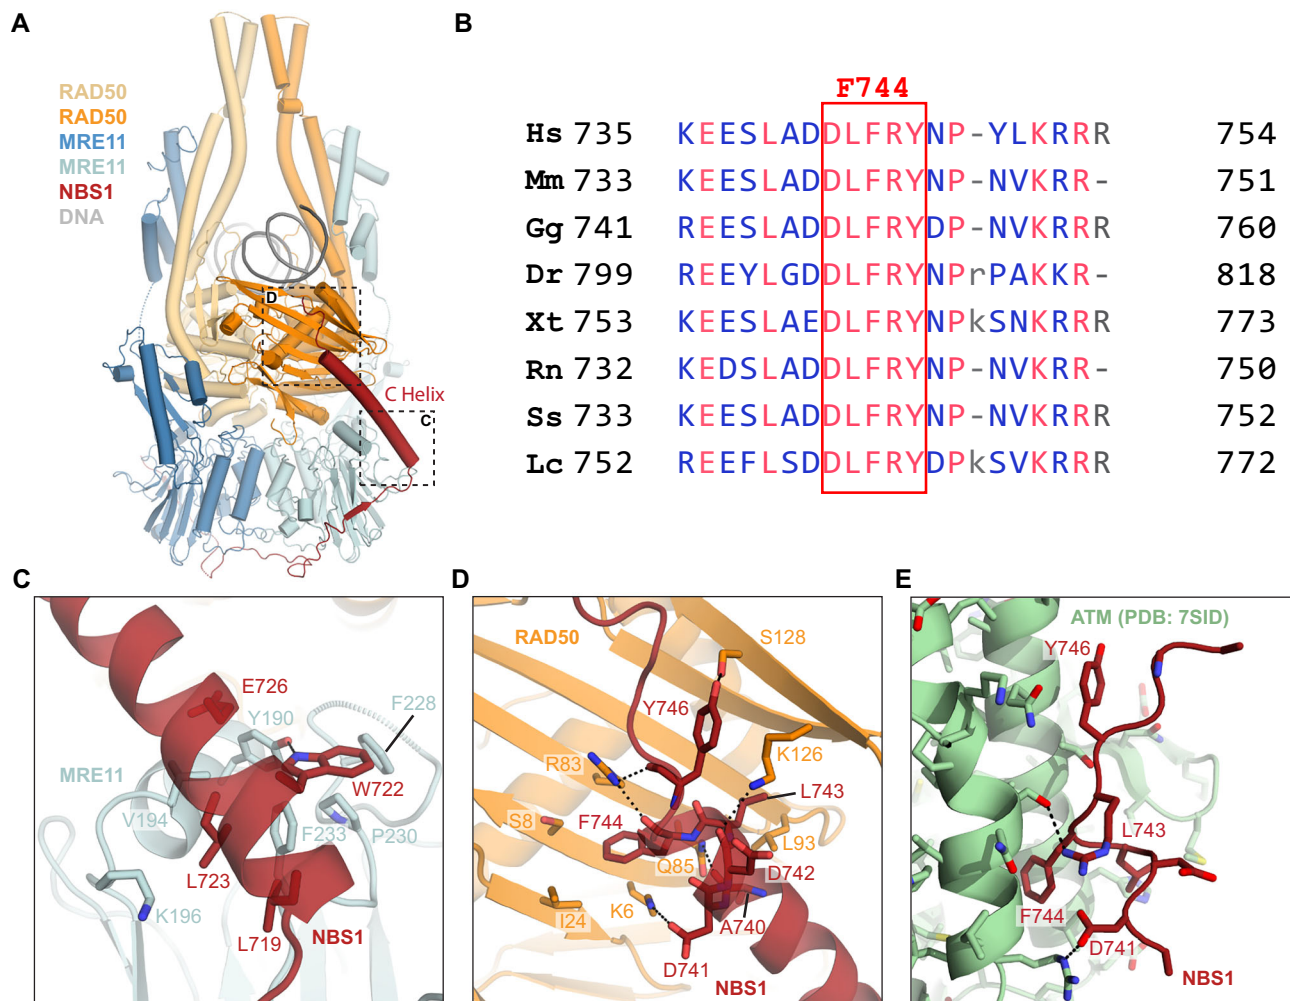 A
RAD50
RAD50
MRE11
MRE11
NBS1
DNA
D
C Helix
C
B
F744
Hs 735 KEESLADDLFRYNP-YLKRRR 754
Mm 733 KEESLADDLFRYNP-NVKRR- 751
Gg 741 REESLADDLFRYDP-NVKRRR 760
Dr 799 REEYLGDDLFRYNPrPAKKR- 818
Xt 753 KEESLAEDLFRYNPkSNKRRR 773
Rn 732 KEDSLADDLFRYNP-NVKRR- 750
Ss 733 KEESLADDLFRYNP-NVKRRR 752
Lc 752 REEFLSDDLFRYDPkSVKRRR 772
C
E726
Y190
F228
MRE11
W722
V194
F233
P230
L723
K196
L719
NBS1
D
RAD50
S128
Y746
R83
K126
L743
S8
F744
L93
Q85
D742
I24
K6
A740
D741
NBS1
E
ATM (PDB: 7SID)
Y746
L743
F744
D741
NBS1